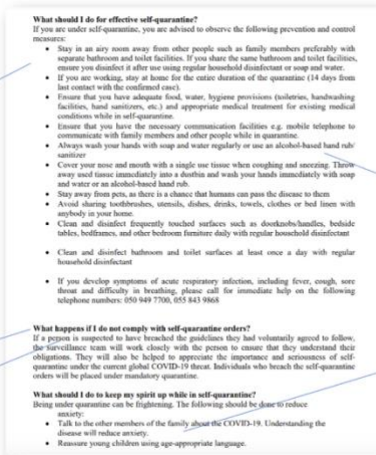 What should I do for effective self-quarantine?
If you are under self-quarantine, you are advised to observe the following prevention and control
measures:
• Stay in an airy room away from other people such as family members preferably with
separate bathroom and toilet facilities. If you share the same bathroom and toilet facilities,
ensure you disinfect it after use using regular household disinfectant or soap and water.
• If you are working, stay at home for the entire duration of the quarantine (14 days from
last contact with the confirmed case).
• Ensure that you have adequate food, water, hygiene provisions (toiletries, handwashing
facilities, hand sanitizers, etc.) and appropriate medical treatment for existing medical
conditions while in self-quarantine.
• Ensure that you have the necessary communication facilities e.g. mobile telephone to
communicate with family members and other people while in quarantine.
• Always wash your hands with soap and water regularly or use an alcohol-based hand rub/
sanitizer
• Cover your nose and mouth with a single use tissue when coughing and sneezing. Throw
away used tissue immediately into a dustbin and wash your hands immediately with soap
and water or an alcohol-based hand rub.
• Stay away from pets, as there is a chance that humans can pass the disease to them
• Avoid sharing toothbrushes, utensils, dishes, drinks, towels, clothes or bed linen with
anybody in your home.
• Clean and disinfect frequently touched surfaces such as doorknobs/handles, bedside
tables, bedframes, and other bedroom furniture daily with regular household disinfectant
• Clean and disinfect bathroom and toilet surfaces at least once a day with regular
household disinfectant
• If you develop symptoms of acute respiratory infection, including fever, cough, sore
throat and difficulty in breathing, please call for immediate help on the following
telephone numbers: 050 949 7700, 055 843 9868
What happens if I do not comply with self-quarantine orders?
If a person is suspected to have breached the guidelines they had voluntarily agreed to follow,
the surveillance team will work closely with the person to ensure that they understand their
obligations. They will also be helped to appreciate the importance and seriousness of self-
quarantine under the current global COVID-19 threat. Individuals who breach the self-quarantine
orders will be placed under mandatory quarantine.
What should I do to keep my spirit up while in self-quarantine?
Being under quarantine can be frightening. The following should be done to reduce
anxiety:
• Talk to the other members of the family about the COVID-19. Understanding the
disease will reduce anxiety.
• Reassure young children using age-appropriate language.